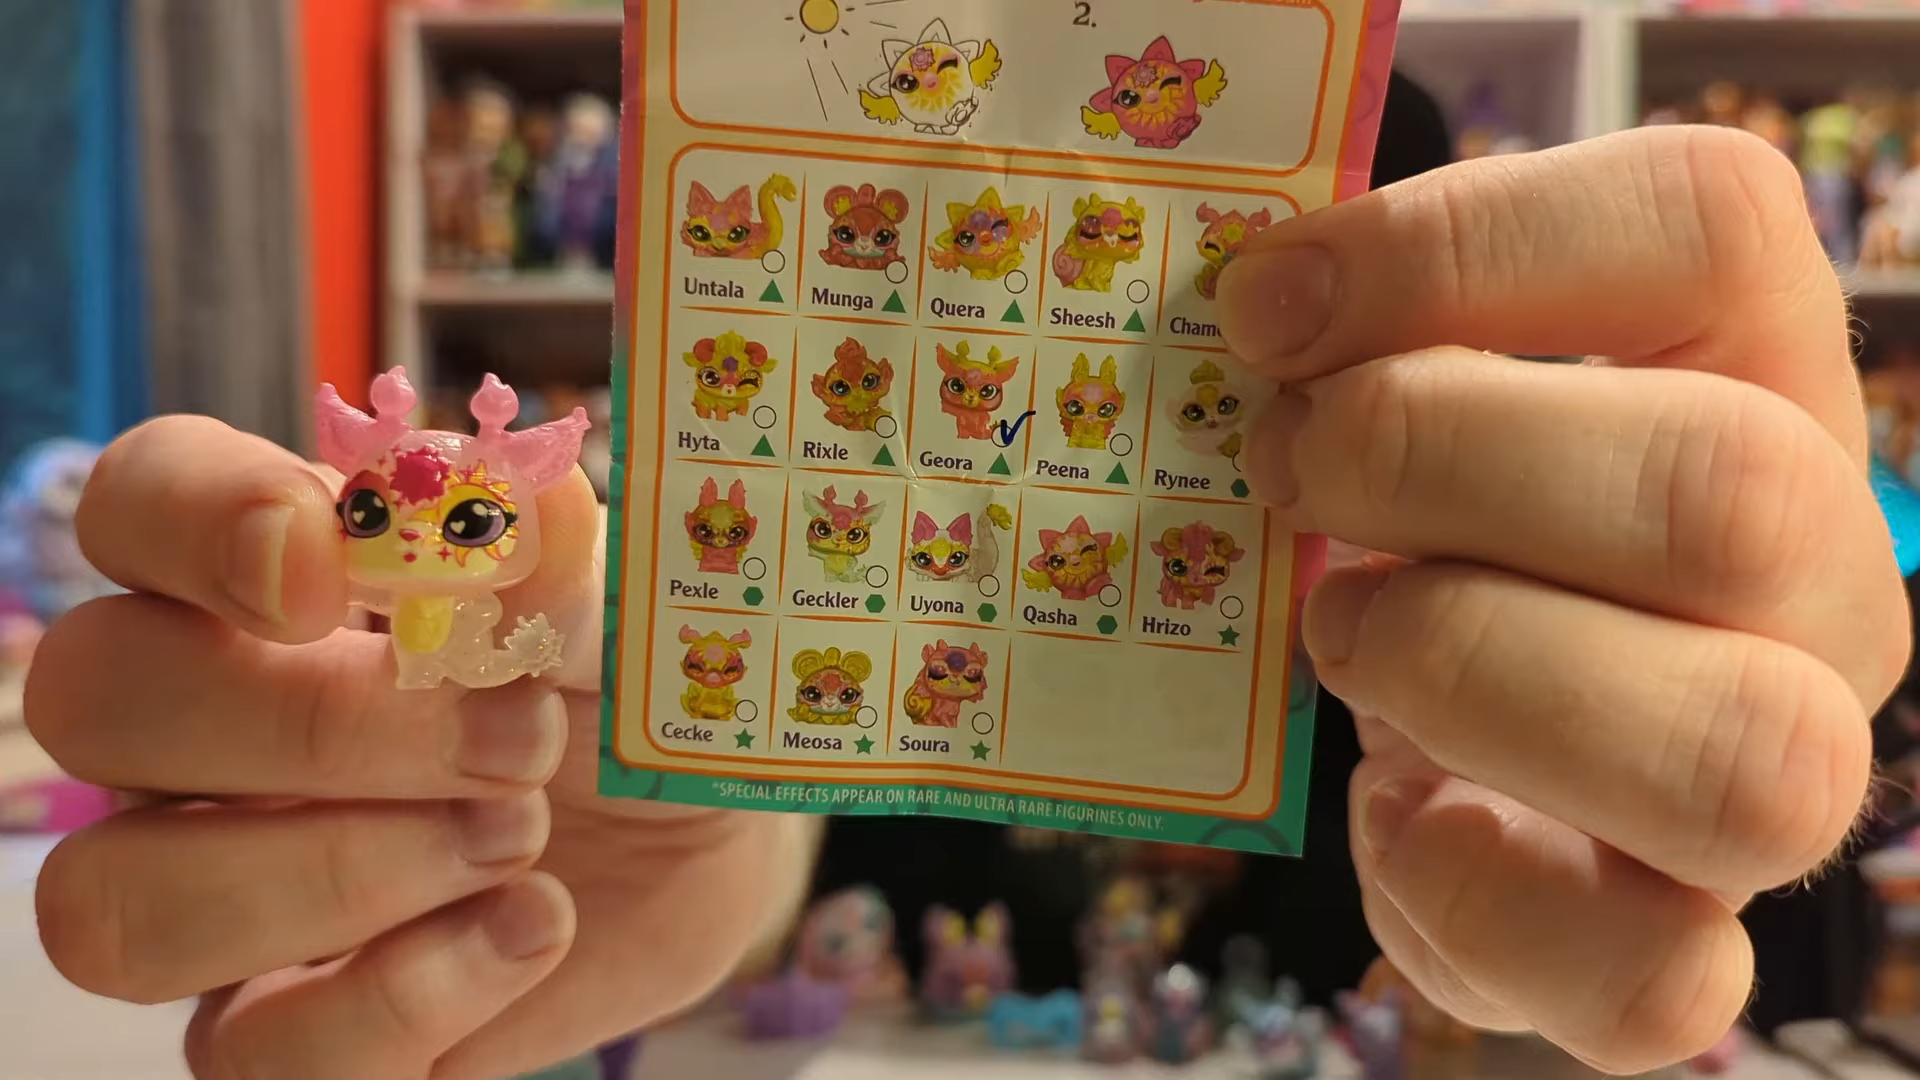 2.
Untala Munga Quera Sheesh
Hyta Rixle Geora Peena Rynee
Pexle Geckler Uyona Qasha Hrizo
Cecke Meosa Soura
*SPECIAL EFFECTS APPEAR ON RARE AND ULTRA RARE FIGURINES ONLY.